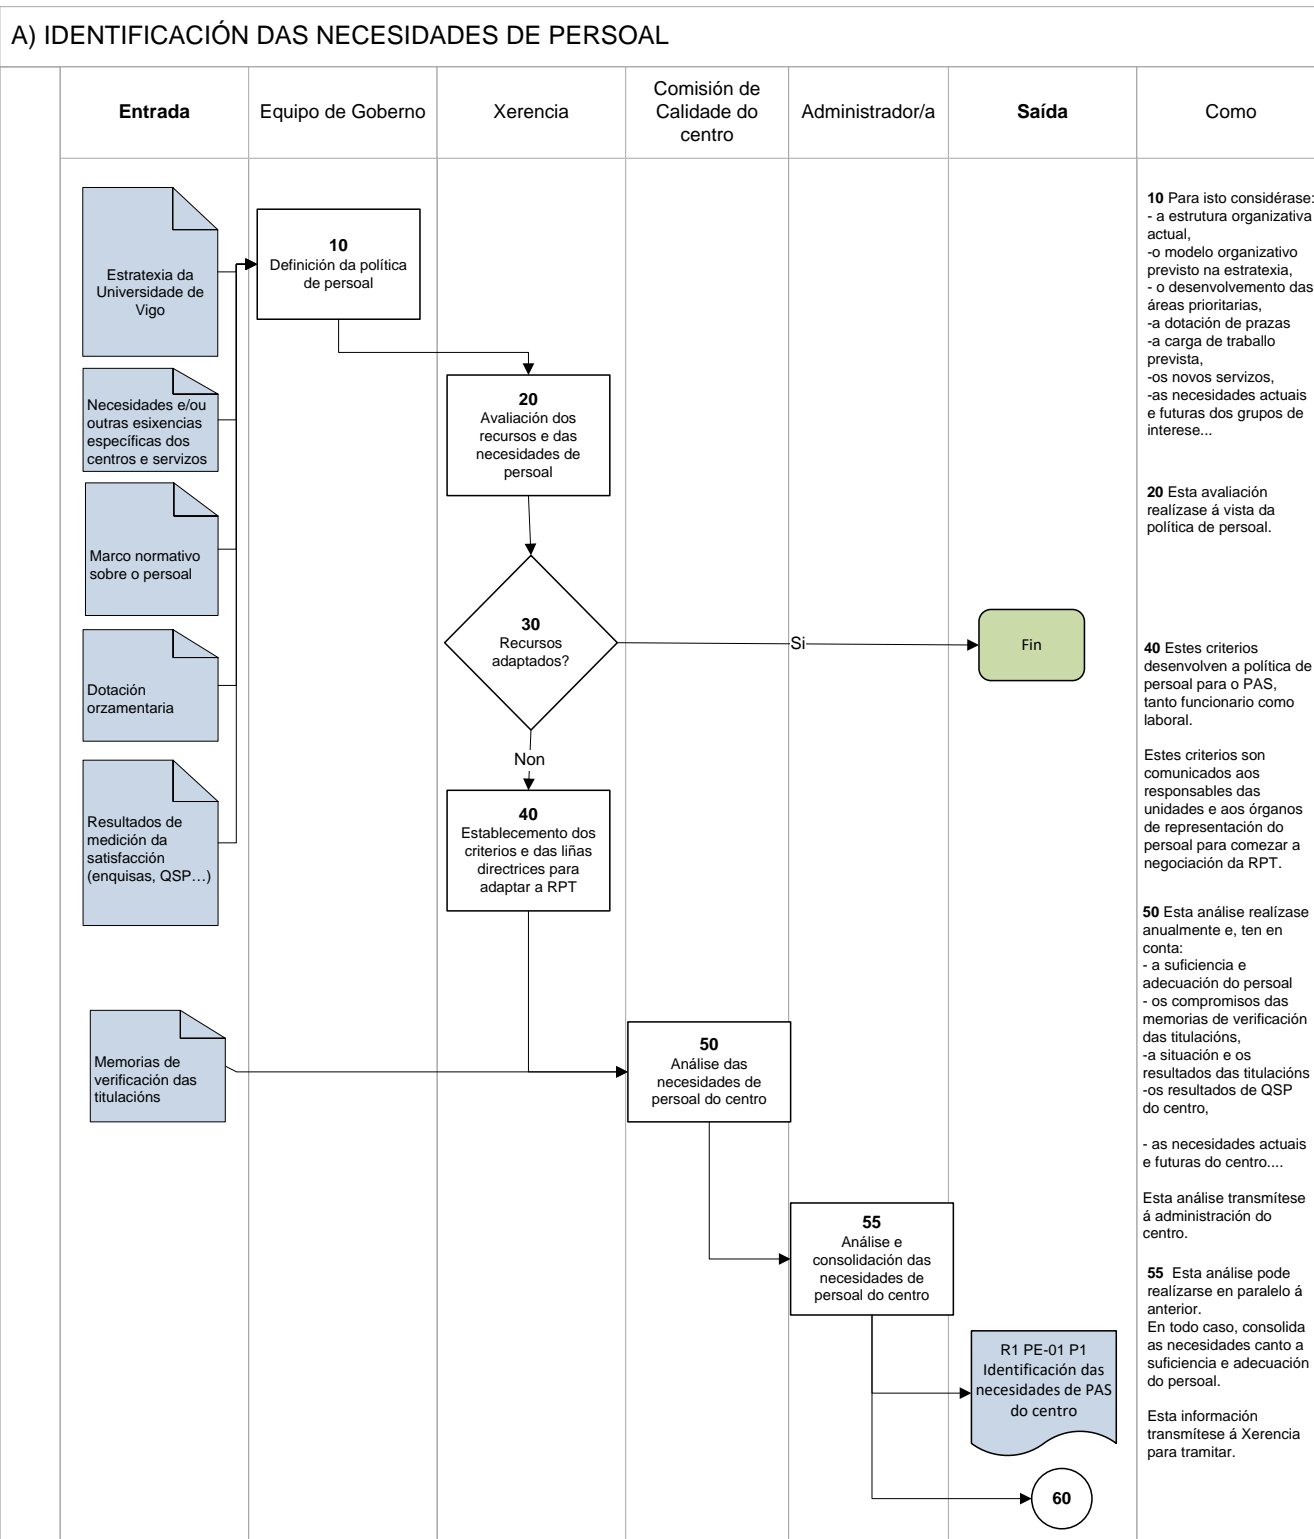 A) IDENTIFICACIÓN DAS NECESIDADES DE PERSOAL
Entrada
Equipo de Goberno
Xerencia
Comisión de
Calidade do
centro
Administrador/a
Saída
Como
Estratexia da
Universidade de
Vigo
Necesidades e/ou
outras esixencias
específicas dos
centros e servizos
Marco normativo
sobre o persoal
Dotación
orzamentaria
Resultados de
medición da
satisfacción
(enquisas, QSP…)
Memorias de
verificación das
titulacións
10
Definición da política
de persoal
20
Avaliación dos
recursos e das
necesidades de
persoal
30
Recursos
adaptados?
Si
Fin
Non
40
Establecemento dos
criterios e das liñas
directrices para
adaptar a RPT
50
Análise das
necesidades de
persoal do centro
55
Análise e
consolidación das
necesidades de
persoal do centro
R1 PE-01 P1
Identificación das
necesidades de PAS
do centro
60
10 Para isto considérase:
- a estrutura organizativa
actual,
-o modelo organizativo
previsto na estratexia,
- o desenvolvemento das
áreas prioritarias,
-a dotación de prazas
-a carga de traballo
prevista,
-os novos servizos,
-as necesidades actuais
e futuras dos grupos de
interese...
20 Esta avaliación
realízase á vista da
política de persoal.
40 Estes criterios
desenvolven a política de
persoal para o PAS,
tanto funcionario como
laboral.
Estes criterios son
comunicados aos
responsables das
unidades e aos órganos
de representación do
persoal para comezar a
negociación da RPT.
50 Esta análise realízase
anualmente e, ten en
conta:
- a suficiencia e
adecuación do persoal
- os compromisos das
memorias de verificación
das titulacións,
-a situación e os
resultados das titulacións
-os resultados de QSP
do centro,
- as necesidades actuais
e futuras do centro....
Esta análise transmítese
á administración do
centro.
55 Esta análise pode
realizarse en paralelo á
anterior.
En todo caso, consolida
as necesidades canto a
suficiencia e adecuación
do persoal.
Esta información
transmítese á Xerencia
para tramitar.